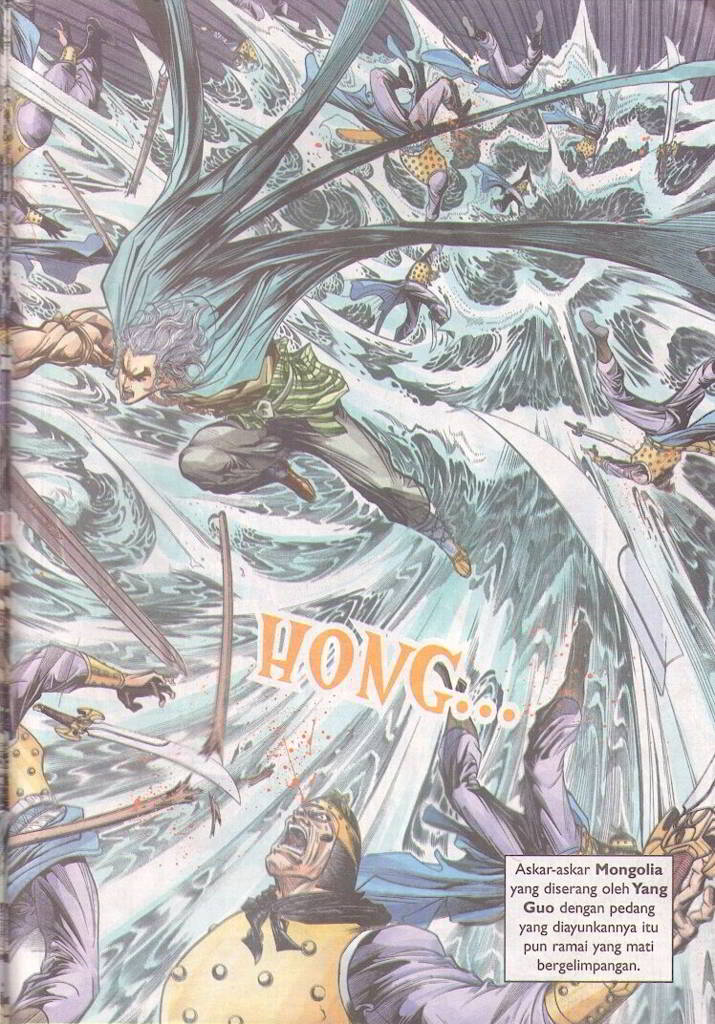 HONG...
Askar-askar Mongolia
yang diserang oleh Yang
Guo dengan pedang
yang diayunkannya itu
pun ramai yang mati
bergelimpangan.